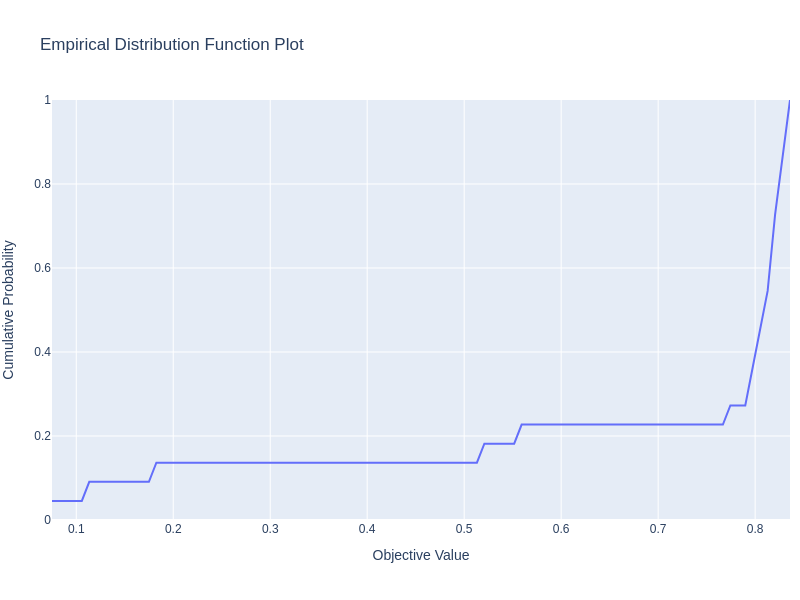 Empirical Distribution Function Plot
Cumulative Probability
1
0.8
0.6
0.4
0.2
0
0.1 0.2 0.3 0.4 0.5 0.6 0.7 0.8
Objective Value